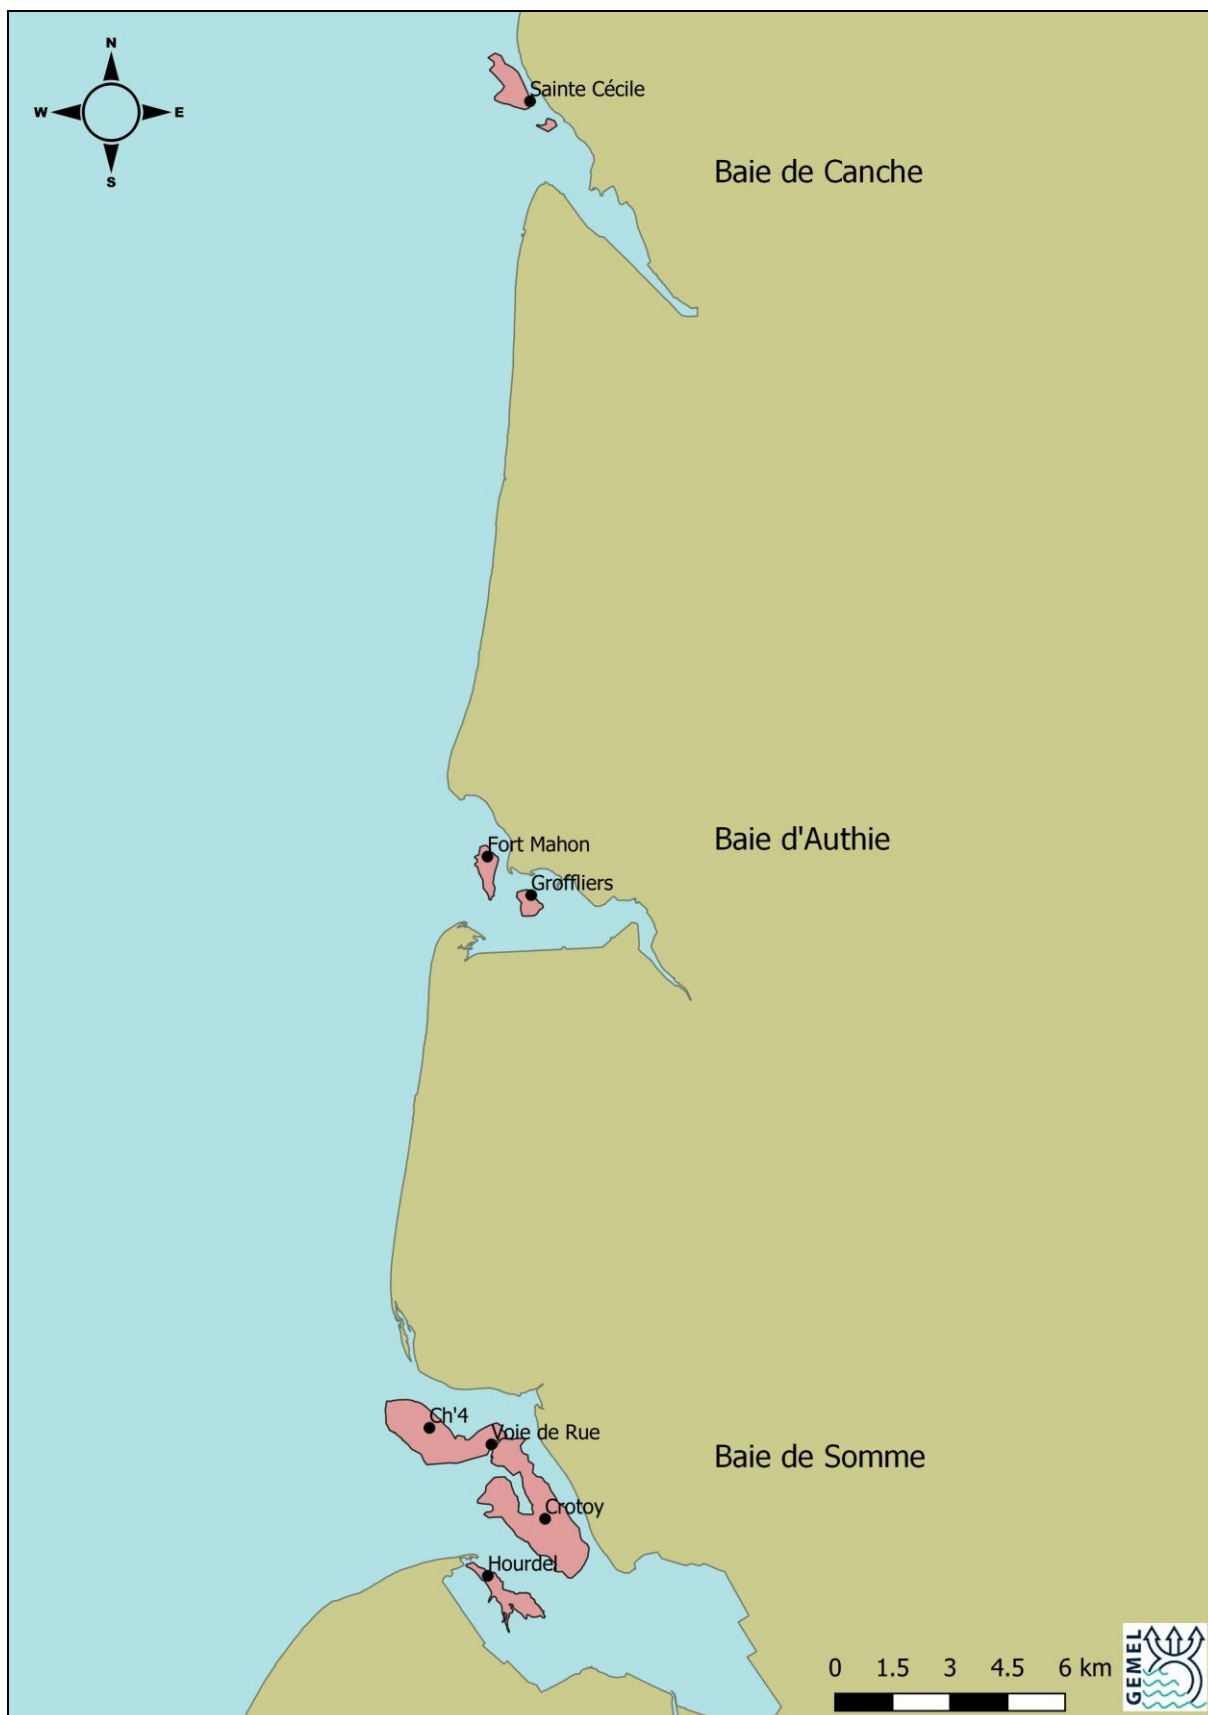 N
W E
S
Sainte Cécile
Baie de Canche
Baie d'Authie
Fort Mahon
Groffliers
Ch'4
Voie de Rue
Baie de Somme
Crotoy
Hourdel
0 1.5 3 4.5 6 km
GEMEL